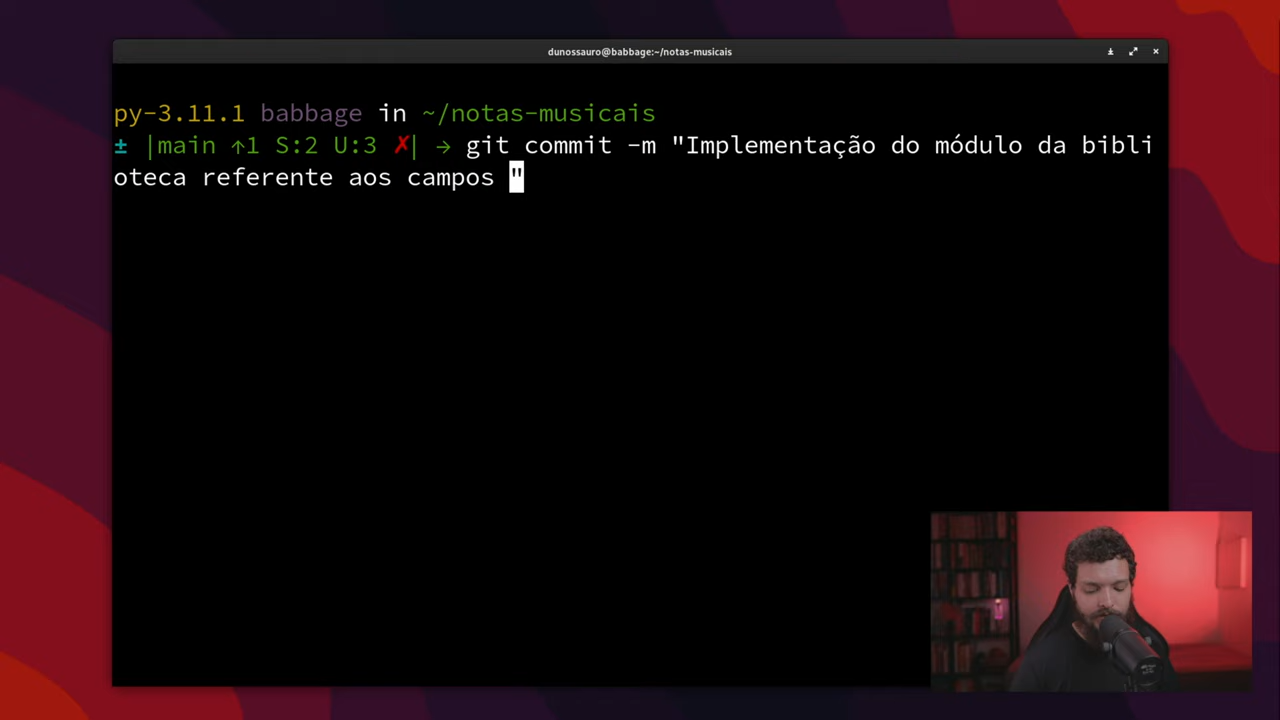 dunossauro@babbage:~/notas-musicais
py-3.11.1 babbage in ~/notas-musicais
± |main ↑1 S:2 U:3 ✗| → git commit -m "Implementação do módulo da bibli
oteca referente aos campos "